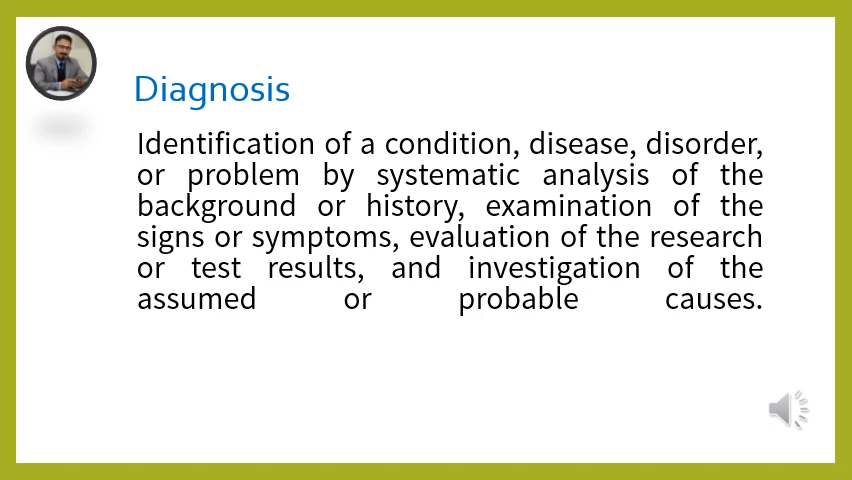 Diagnosis
Identification of a condition, disease, disorder,
or problem by systematic analysis of the
background or history, examination of the
signs or symptoms, evaluation of the research
or test results, and investigation of the
assumed or probable causes.